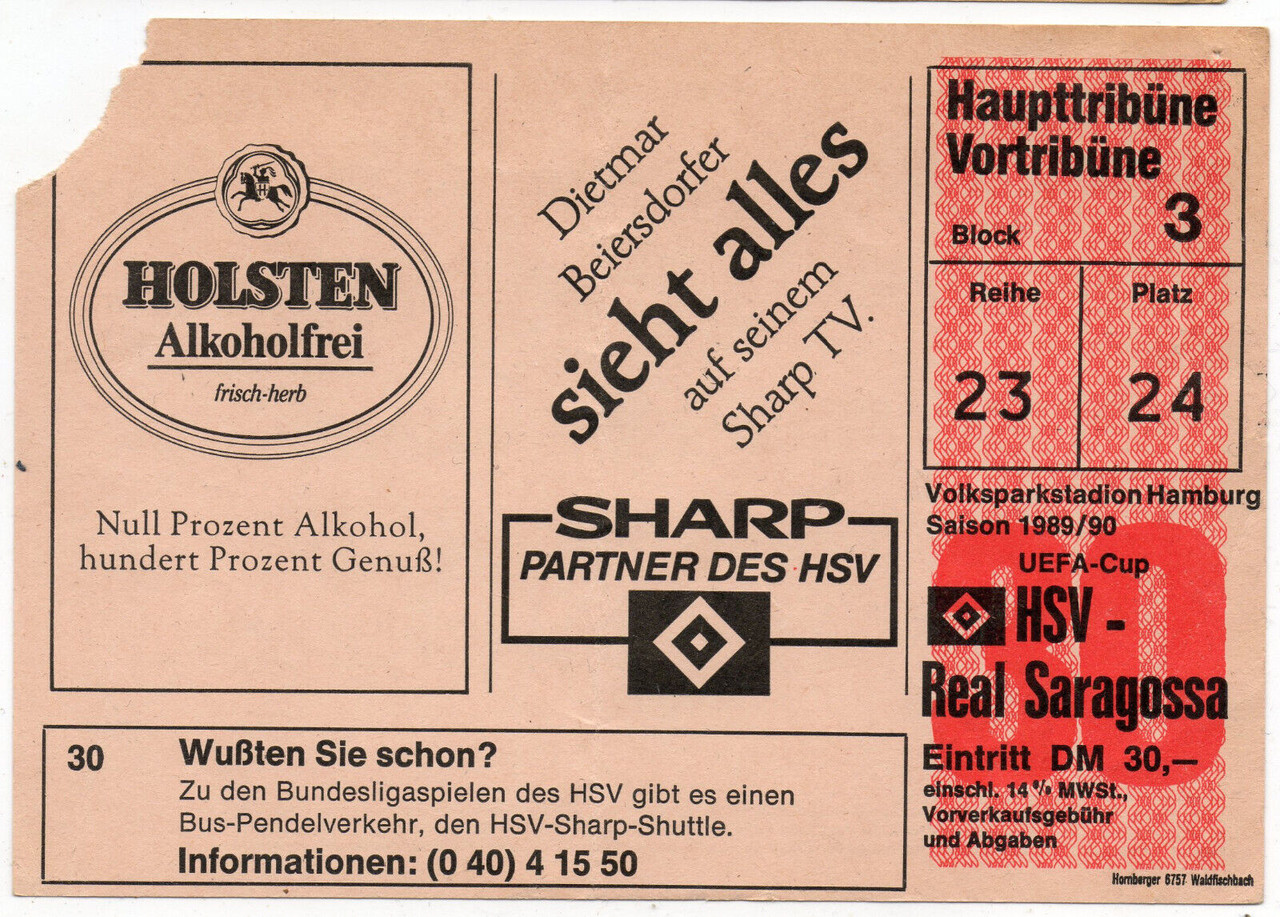 HOLSTEN
Alkoholfrei
frisch-herb
Null Prozent Alkohol,
hundert Prozent Genuß!
Dietmar
Beiersdorfer
sieht alles
auf seinem
Sharp TV.
SHARP
PARTNER DES HSV
30
Wußten Sie schon?
Zu den Bundesligaspielen des HSV gibt es einen
Bus-Pendelverkehr, den HSV-Sharp-Shuttle.
Informationen: (0 40) 4 15 50
Haupttribüne
Vortribüne
Block 3
Reihe Platz
23 24
Volksparkstadion Hamburg
Saison 1989/90
UEFA-Cup
HSV -
Real Saragossa
30
Eintritt DM 30,—
einschl. 14 % MWSt.,
Vorverkaufsgebühr
und Abgaben
Hornberger 6757 Waldfischbach